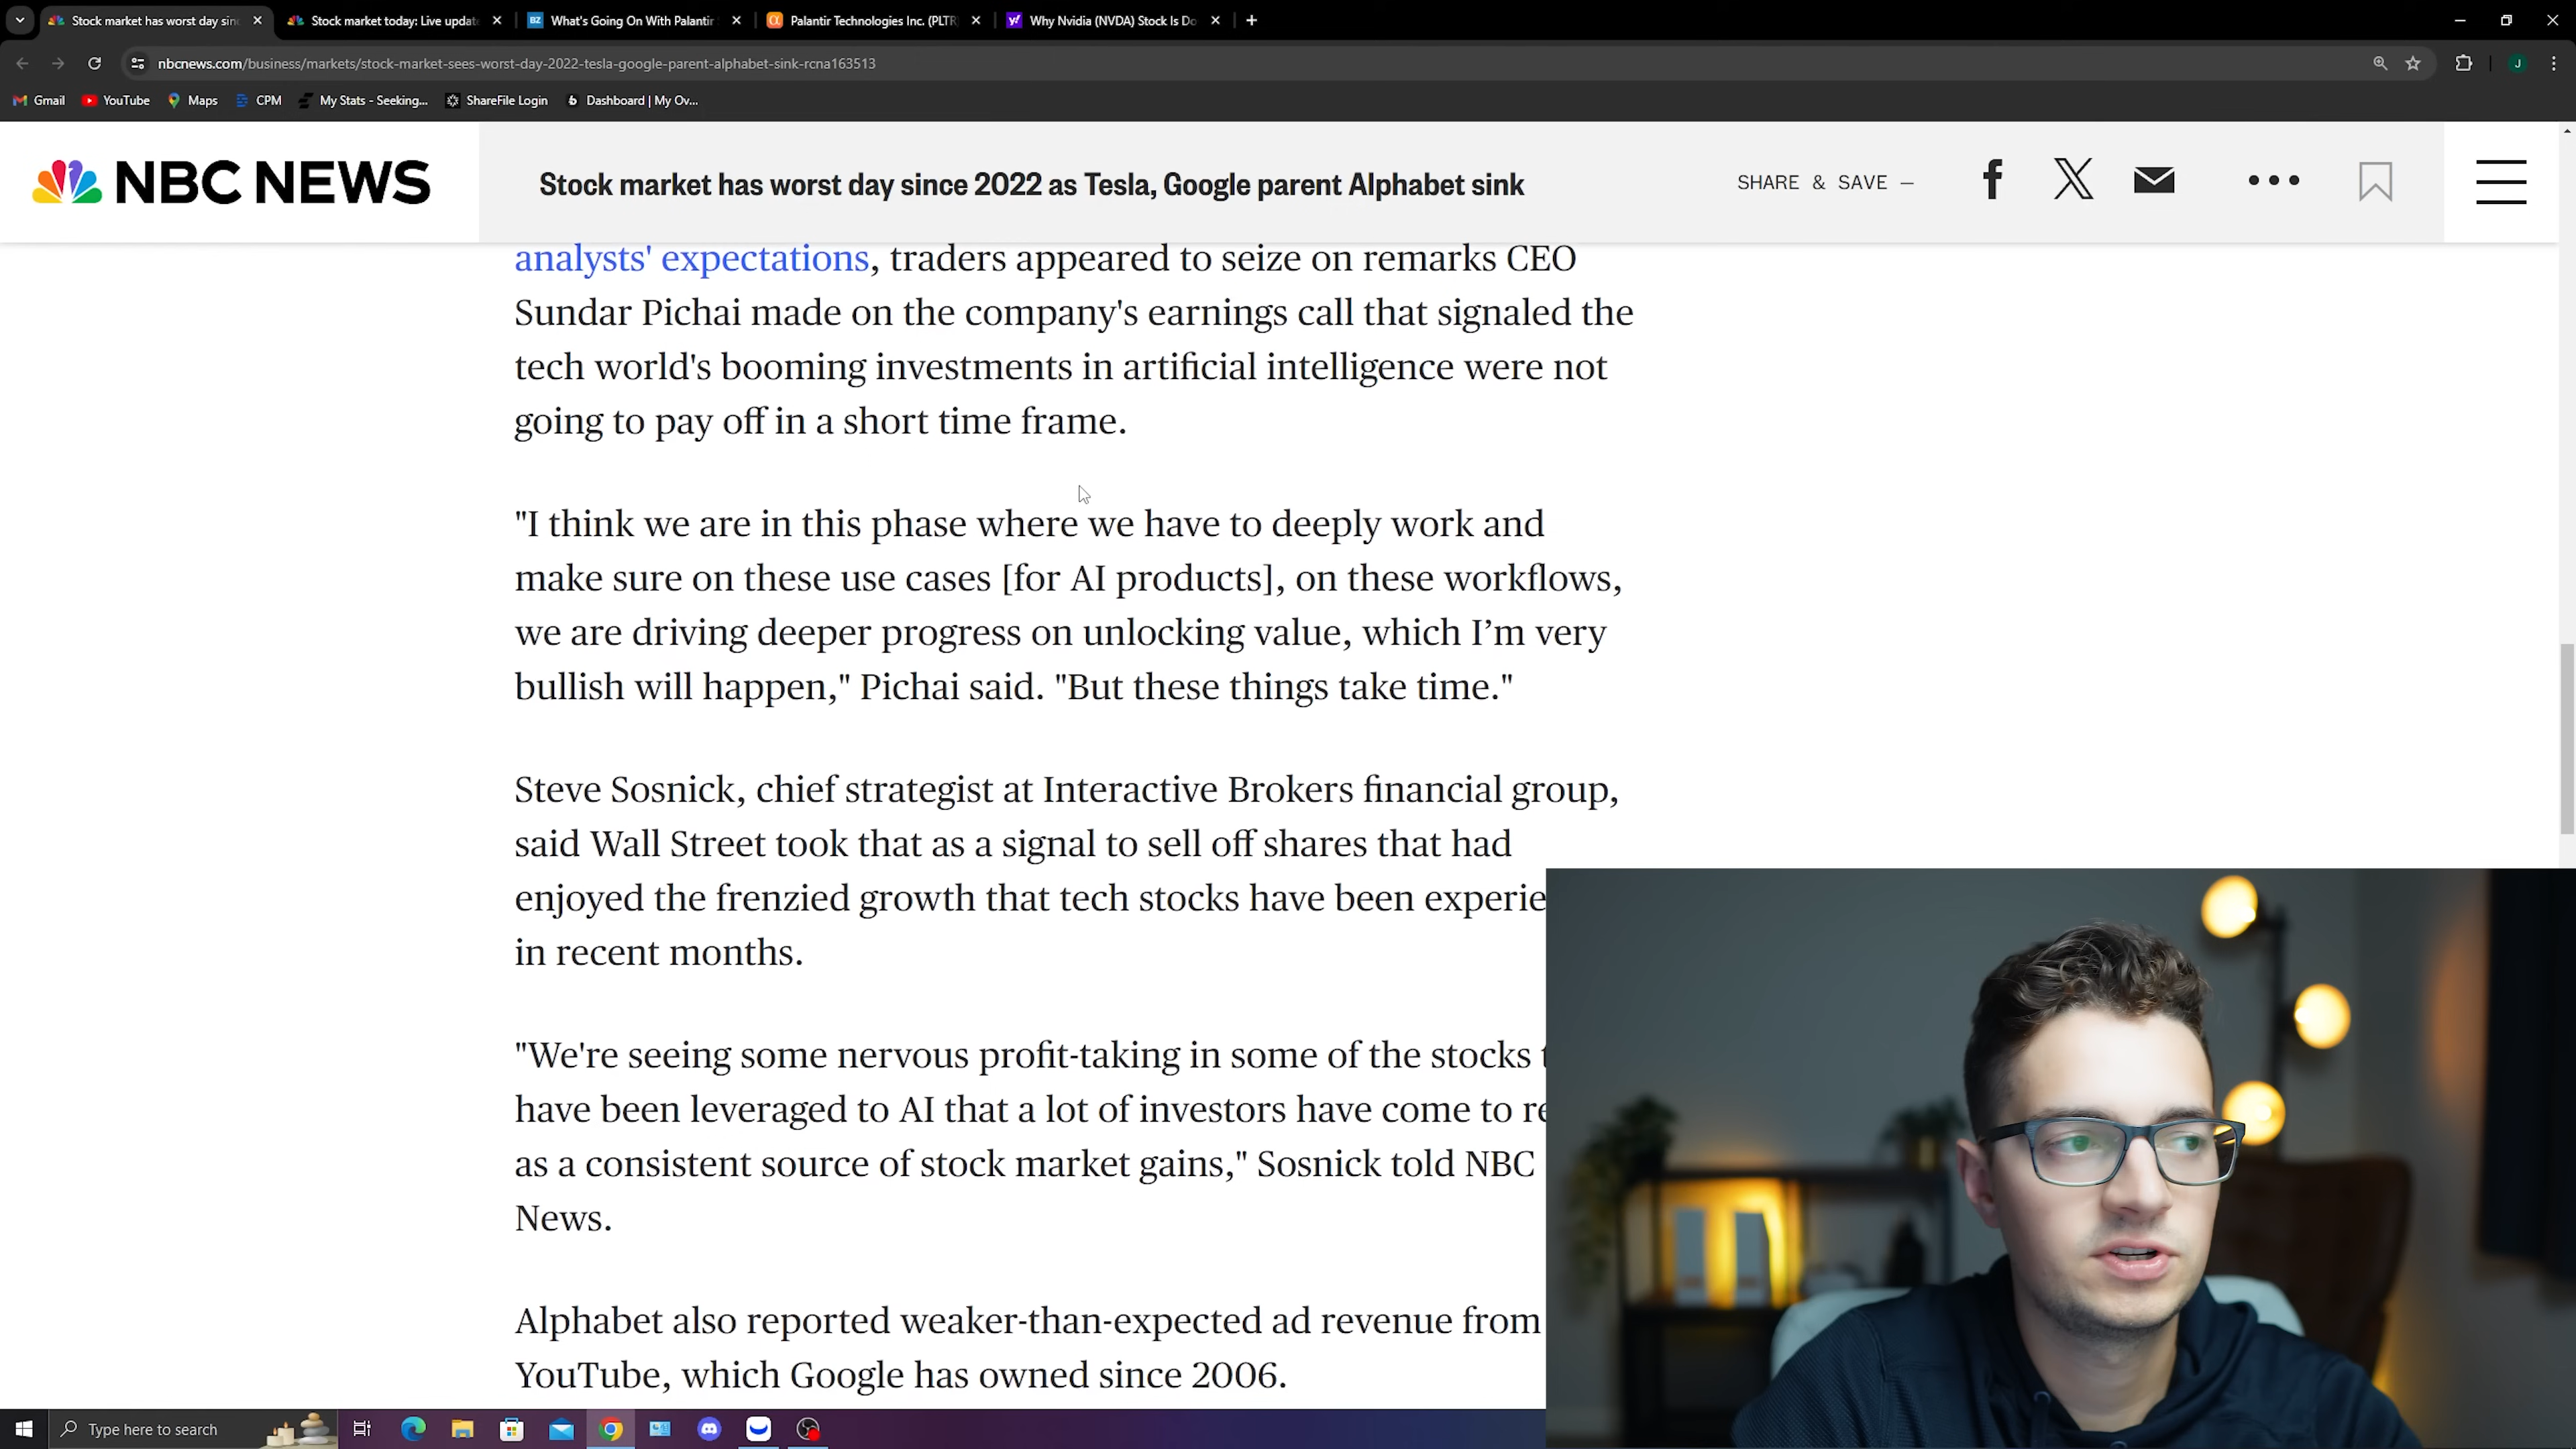 Stock market has worst day sin
Stock market today: Live update
BZ What's Going On With Palantir
α Palantir Technologies Inc. (PLTR
y! Why Nvidia (NVDA) Stock Is Do
nbcnews.com/business/markets/stock-market-sees-worst-day-2022-tesla-google-parent-alphabet-sink-rcna163513
J
Gmail YouTube Maps CPM My Stats - Seeking... ShareFile Login b Dashboard | My Ov...
NBC NEWS
Stock market has worst day since 2022 as Tesla, Google parent Alphabet sink
SHARE & SAVE —
analysts' expectations, traders appeared to seize on remarks CEO
Sundar Pichai made on the company's earnings call that signaled the
tech world's booming investments in artificial intelligence were not
going to pay off in a short time frame.
"I think we are in this phase where we have to deeply work and
make sure on these use cases [for AI products], on these workflows,
we are driving deeper progress on unlocking value, which I’m very
bullish will happen," Pichai said. "But these things take time."
Steve Sosnick, chief strategist at Interactive Brokers financial group,
said Wall Street took that as a signal to sell off shares that had
enjoyed the frenzied growth that tech stocks have been experie
in recent months.
"We're seeing some nervous profit-taking in some of the stocks
have been leveraged to AI that a lot of investors have come to
as a consistent source of stock market gains," Sosnick told NBC
News.
Alphabet also reported weaker-than-expected ad revenue from
YouTube, which Google has owned since 2006.
Type here to search